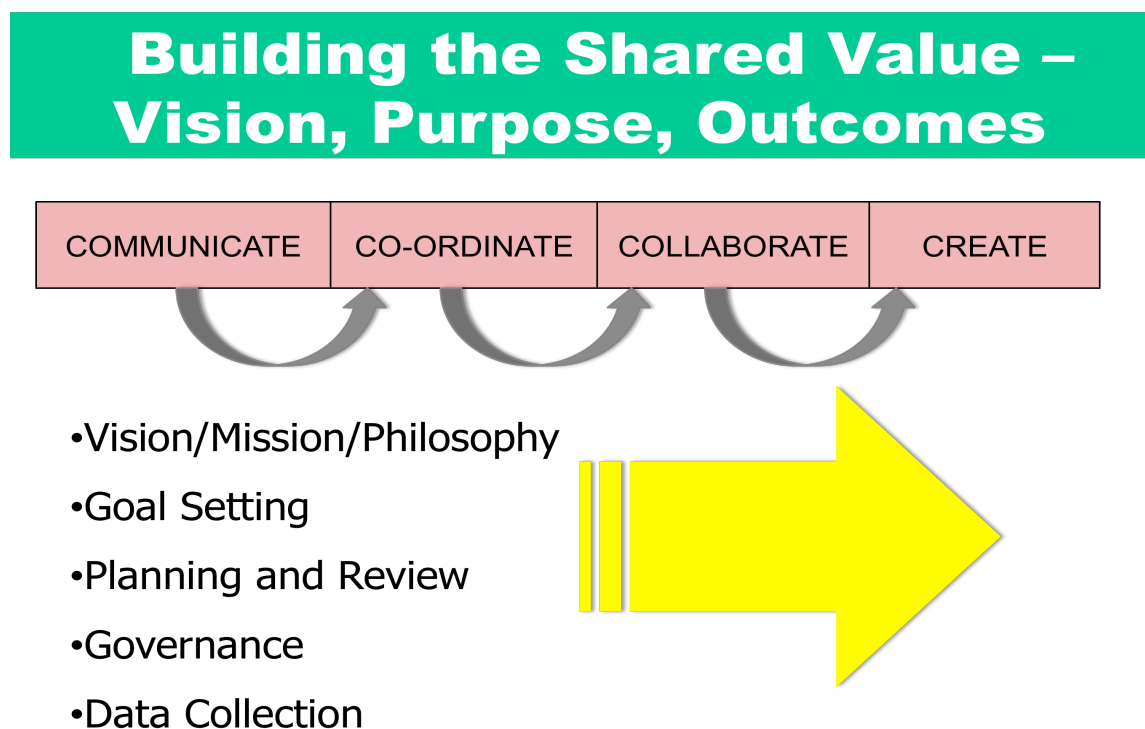 Building the Shared Value –
Vision, Purpose, Outcomes
COMMUNICATE CO-ORDINATE COLLABORATE CREATE
•Vision/Mission/Philosophy
•Goal Setting
•Planning and Review
•Governance
•Data Collection